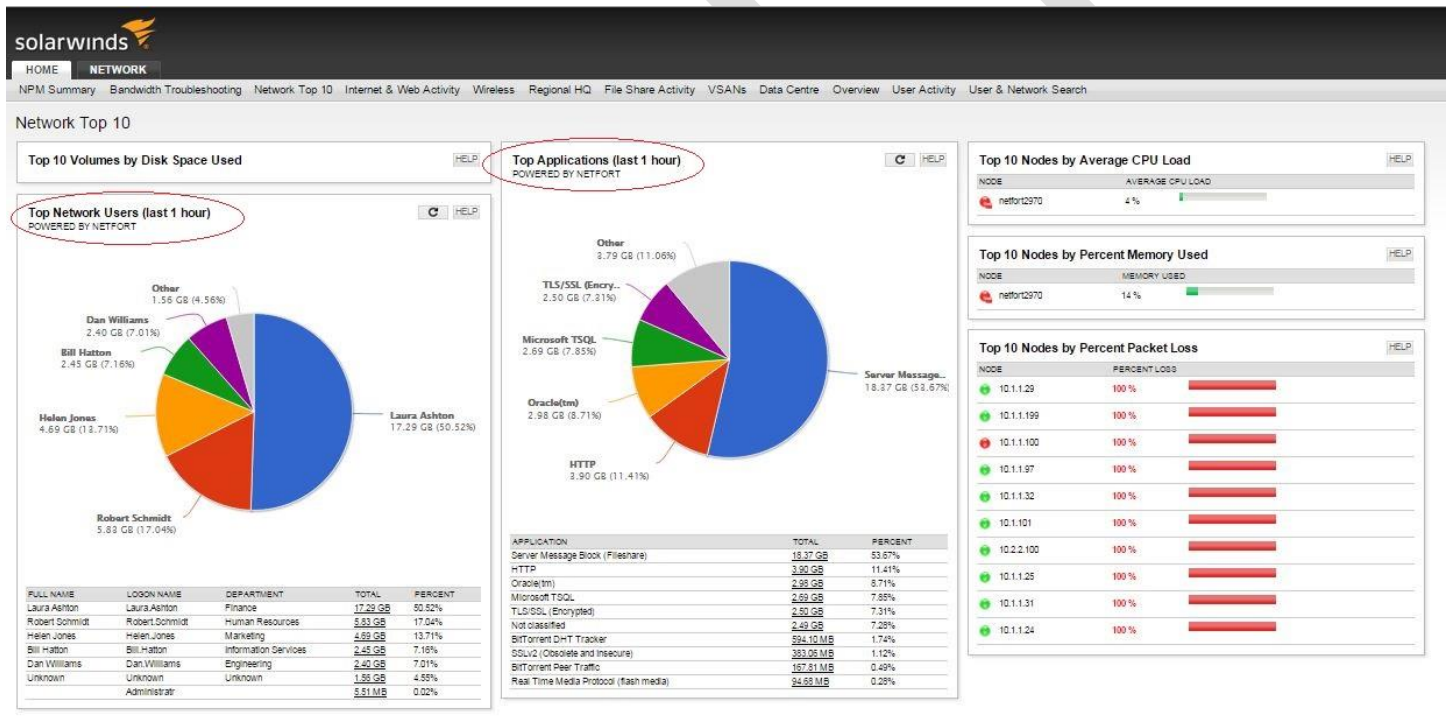 solarwinds
HOME NETWORK
NPM Summary Bandwidth Troubleshooting Network Top 10 Internet & Web Activity Wireless Regional HQ File Share Activity VSANs Data Centre Overview User Activity User & Network Search
Network Top 10
Top 10 Volumes by Disk Space Used HELP
Top Network Users (last 1 hour) HELP
POWERED BY NETFORT
Other
1.56 GB (4.56%)
Dan Williams
2.40 GB (7.01%)
Bill Hatton
2.45 GB (7.16%)
Helen Jones
4.69 GB (13.71%)
Laura Ashton
17.29 GB (50.52%)
Robert Schmidt
5.83 GB (17.04%)
FULL NAME LOGON NAME DEPARTMENT TOTAL PERCENT
Laura Ashton Laura.Ashton Finance 17.29 GB 50.52%
Robert Schmidt Robert.Schmidt Human Resources 5.83 GB 17.04%
Helen Jones Helen.Jones Marketing 4.69 GB 13.71%
Bill Hatton Bill.Hatton Information Services 2.45 GB 7.16%
Dan Williams Dan.Williams Engineering 2.40 GB 7.01%
Unknown Unknown Unknown 1.56 GB 4.55%
Administratr 5.51 MB 0.02%
Top Applications (last 1 hour) HELP
POWERED BY NETFORT
Other
3.79 GB (11.06%)
TLS/SSL (Encry..
2.50 GB (7.31%)
Microsoft TSQL
2.69 GB (7.85%)
Server Message..
18.37 GB (53.67%)
Oracle(tm)
2.98 GB (8.71%)
HTTP
3.90 GB (11.41%)
APPLICATION TOTAL PERCENT
Server Message Block (Fileshare) 18.37 GB 53.67%
HTTP 3.90 GB 11.41%
Oracle(tm) 2.98 GB 8.71%
Microsoft TSQL 2.69 GB 7.85%
TLS/SSL (Encrypted) 2.50 GB 7.31%
Not classified 2.49 GB 7.28%
BitTorrent DHT Tracker 594.10 MB 1.74%
SSLv2 (Obsolete and Insecure) 383.06 MB 1.12%
BitTorrent Peer Traffic 167.81 MB 0.49%
Real Time Media Protocol (flash media) 94.68 MB 0.28%
Top 10 Nodes by Average CPU Load HELP
NODE AVERAGE CPU LOAD
netfort2970 4 %
Top 10 Nodes by Percent Memory Used HELP
NODE MEMORY USED
netfort2970 14 %
Top 10 Nodes by Percent Packet Loss HELP
NODE PERCENT LOSS
10.1.1.29 100 %
10.1.1.199 100 %
10.1.1.100 100 %
10.1.1.97 100 %
10.1.1.32 100 %
10.1.101 100 %
10.2.2.100 100 %
10.1.1.25 100 %
10.1.1.31 100 %
10.1.1.24 100 %